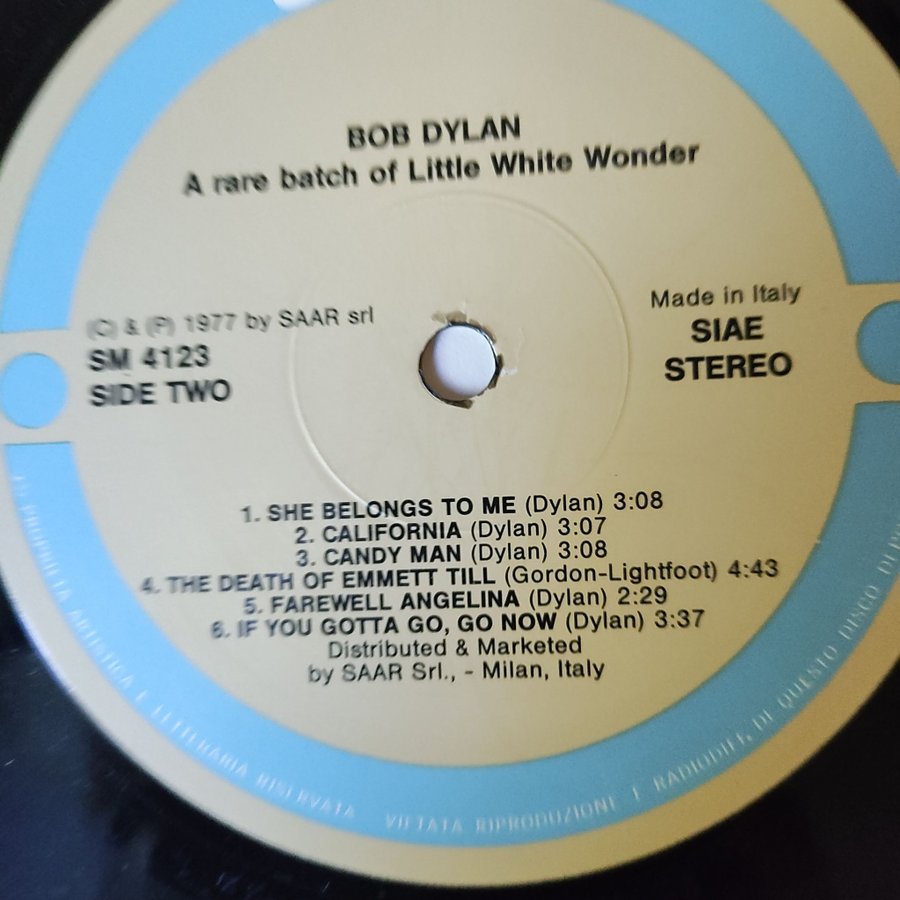 BOB DYLAN
A rare batch of Little White Wonder
(C) & (P) 1977 by SAAR srl
SM 4123
SIDE TWO
Made in Italy
SIAE
STEREO
1. SHE BELONGS TO ME (Dylan) 3:08
2. CALIFORNIA (Dylan) 3:07
3. CANDY MAN (Dylan) 3:08
4. THE DEATH OF EMMETT TILL (Gordon-Lightfoot) 4:43
5. FAREWELL ANGELINA (Dylan) 2:29
6. IF YOU GOTTA GO, GO NOW (Dylan) 3:37
Distributed & Marketed
by SAAR Srl., - Milan, Italy
PROPRIETA ARTISTICA E LETTERARIA RISERVATA VIETATA RIPRODUZIONE E RADIODIFF. DI QUESTO DISCO